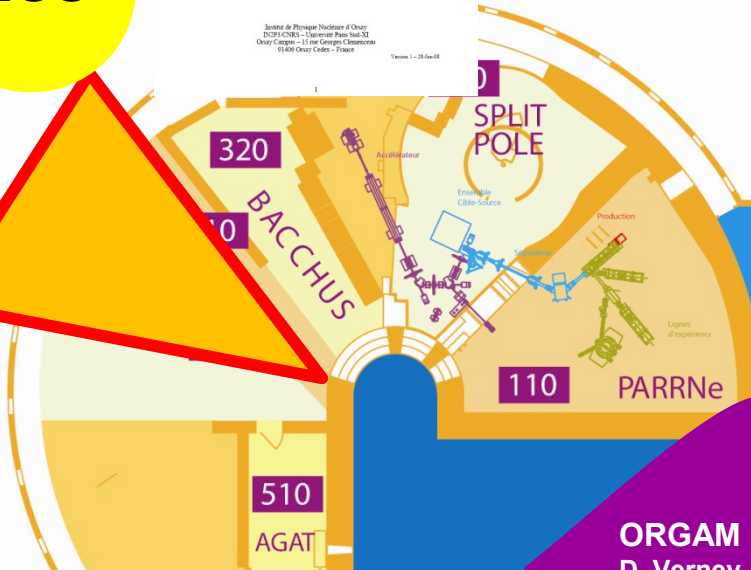 Institut de Physique Nucléaire d'Orsay
IN2P3/CNRS – Université Paris Sud-XI
Orsay Campus – 15 rue Georges Clemenceau
91406 Orsay Cedex – France
Version 1 – 28-Jan-08
1
320
BACCHUS
Accélérateur
SPLIT
POLE
Ensemble
Cible-Source
Séparateur
Production
Lignes
d'expériences
110
PARRNe
510
AGAT
ORGAM
D. Verney